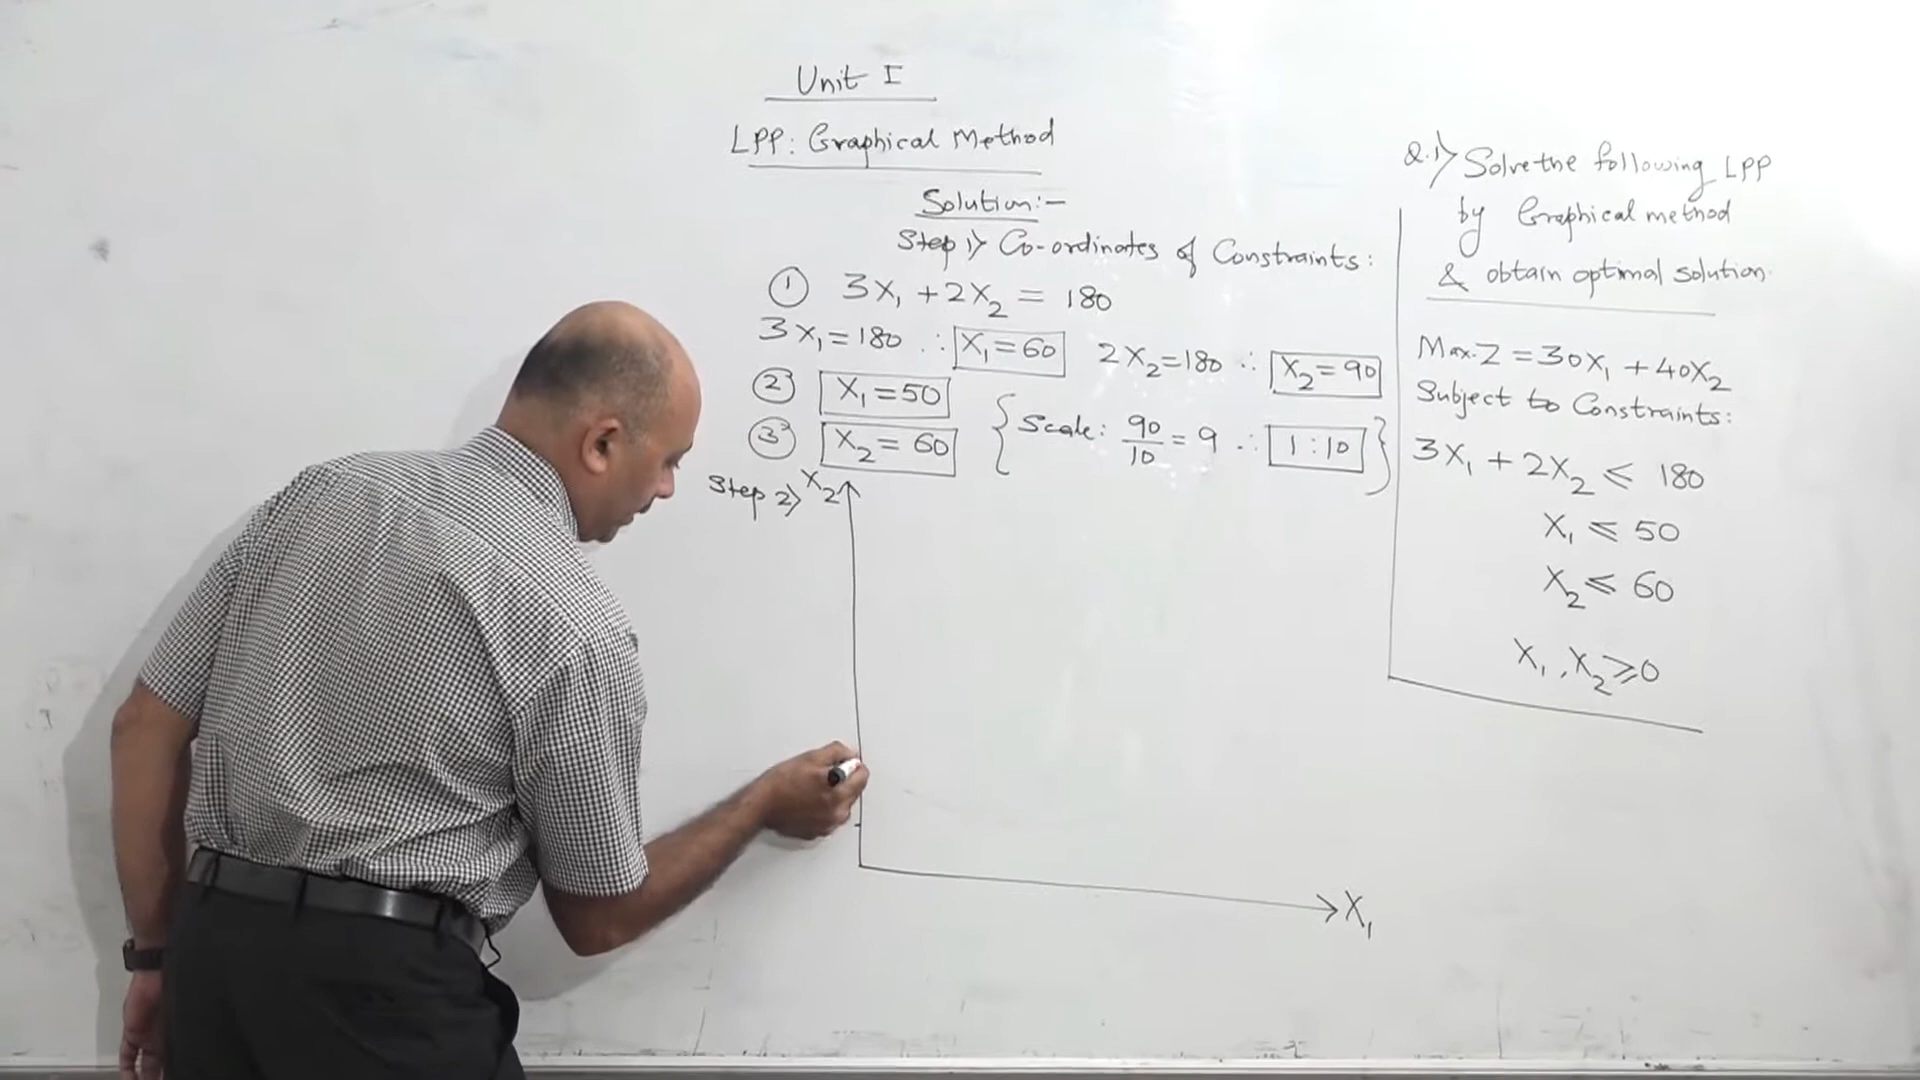 Unit I
LPP: Graphical Method
Solution:-
Step 1> Co-ordinates of Constraints:
① 3X₁ + 2X₂ = 180
3X₁ = 180 ∴ X₁ = 60 2X₂ = 180 ∴ X₂ = 90
② X₁ = 50
③ X₂ = 60
{Scale: 90/10 = 9 ∴ 1:10}
Step 2> X₂
X₁
Q.1> Solve the following LPP
by Graphical method
& obtain optimal solution.
Max. Z = 30X₁ + 40X₂
Subject to Constraints:
3X₁ + 2X₂ ≤ 180
X₁ ≤ 50
X₂ ≤ 60
X₁, X₂ ≥ 0